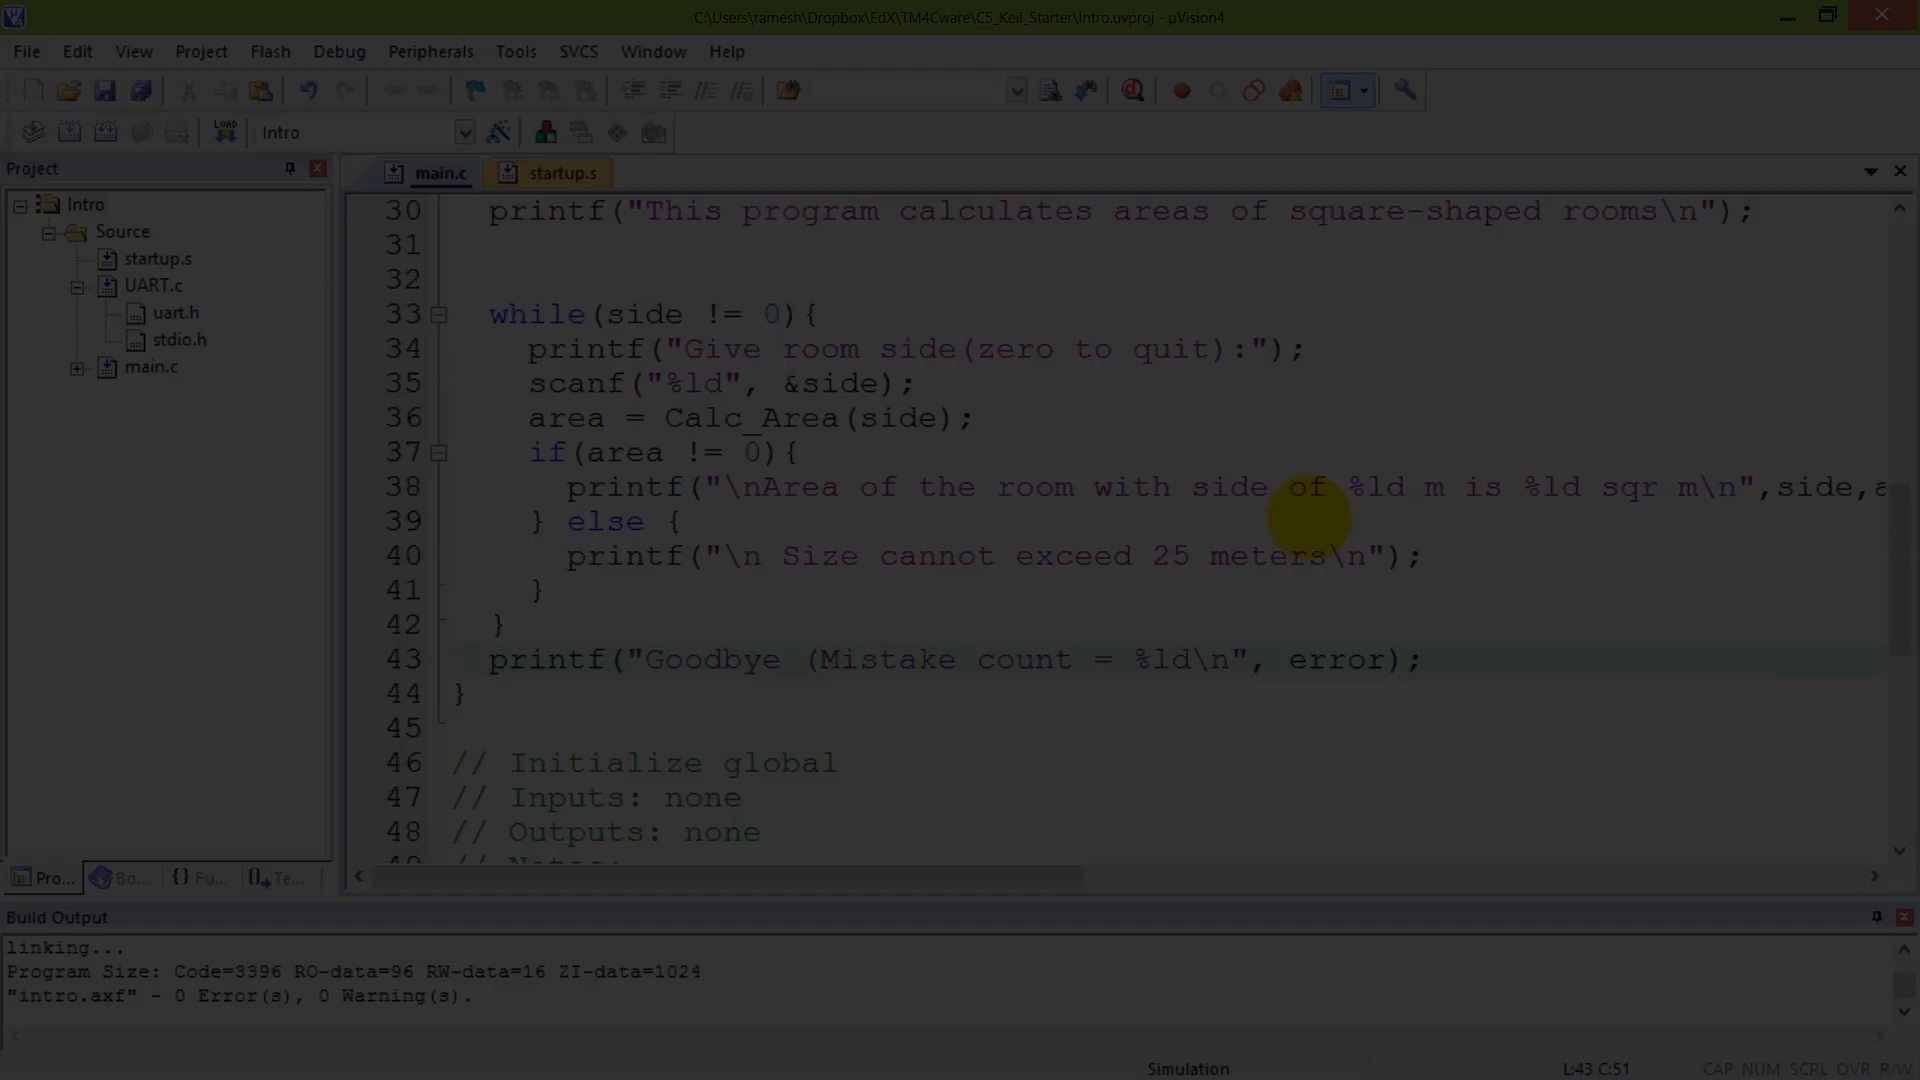 C:\Users\ramesh\Dropbox\EdX\TM4Cware\C5_Keil_Starter\Intro.uvproj - µVision4
File Edit View Project Flash Debug Peripherals Tools SVCS Window Help
LOAD Intro
Project
main.c startup.s
Intro
Source
startup.s
UART.c
uart.h
stdio.h
main.c
30 printf("This program calculates areas of square-shaped rooms\n");
31
32
33 while(side != 0){
34 printf("Give room side(zero to quit):");
35 scanf("%ld", &side);
36 area = Calc_Area(side);
37 if(area != 0){
38 printf("\nArea of the room with side of %ld m is %ld sqr m\n",side,a
39 } else {
40 printf("\n Size cannot exceed 25 meters\n");
41 }
42 }
43 printf("Goodbye (Mistake count = %ld\n", error);
44 }
45
46 // Initialize global
47 // Inputs: none
48 // Outputs: none
49 // Notes:
Pro... Bo... {} Fu... Te...
Build Output
linking...
Program Size: Code=3396 RO-data=96 RW-data=16 ZI-data=1024
"intro.axf" - 0 Error(s), 0 Warning(s).
Simulation L:43 C:51 CAP NUM SCRL OVR R/W